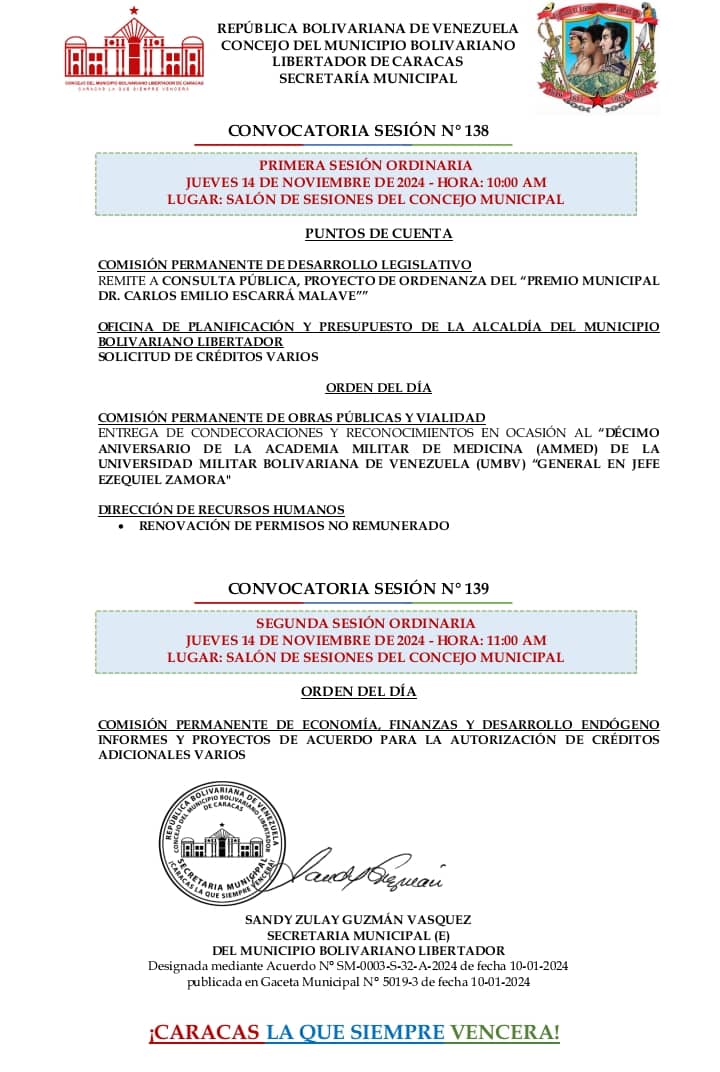 REPÚBLICA BOLIVARIANA DE VENEZUELA
CONCEJO DEL MUNICIPIO BOLIVARIANO
LIBERTADOR DE CARACAS
SECRETARÍA MUNICIPAL
CONCEJO DEL MUNICIPIO BOLIVARIANO LIBERTADOR DE CARACAS
CARACAS LA QUE SIEMPRE VENCERÁ
CONVOCATORIA SESIÓN N° 138
PRIMERA SESIÓN ORDINARIA
JUEVES 14 DE NOVIEMBRE DE 2024 - HORA: 10:00 AM
LUGAR: SALÓN DE SESIONES DEL CONCEJO MUNICIPAL
PUNTOS DE CUENTA
COMISIÓN PERMANENTE DE DESARROLLO LEGISLATIVO
REMITE A CONSULTA PÚBLICA, PROYECTO DE ORDENANZA DEL “PREMIO MUNICIPAL
DR. CARLOS EMILIO ESCARRÁ MALAVE””
OFICINA DE PLANIFICACIÓN Y PRESUPUESTO DE LA ALCALDÍA DEL MUNICIPIO
BOLIVARIANO LIBERTADOR
SOLICITUD DE CRÉDITOS VARIOS
ORDEN DEL DÍA
COMISIÓN PERMANENTE DE OBRAS PÚBLICAS Y VIALIDAD
ENTREGA DE CONDECORACIONES Y RECONOCIMIENTOS EN OCASIÓN AL “DÉCIMO
ANIVERSARIO DE LA ACADEMIA MILITAR DE MEDICINA (AMMED) DE LA
UNIVERSIDAD MILITAR BOLIVARIANA DE VENEZUELA (UMBV) “GENERAL EN JEFE
EZEQUIEL ZAMORA"
DIRECCIÓN DE RECURSOS HUMANOS
• RENOVACIÓN DE PERMISOS NO REMUNERADO
CONVOCATORIA SESIÓN N° 139
SEGUNDA SESIÓN ORDINARIA
JUEVES 14 DE NOVIEMBRE DE 2024 - HORA: 11:00 AM
LUGAR: SALÓN DE SESIONES DEL CONCEJO MUNICIPAL
ORDEN DEL DÍA
COMISIÓN PERMANENTE DE ECONOMÍA, FINANZAS Y DESARROLLO ENDÓGENO
INFORMES Y PROYECTOS DE ACUERDO PARA LA AUTORIZACIÓN DE CRÉDITOS
ADICIONALES VARIOS
REPÚBLICA BOLIVARIANA DE VENEZUELA
CONCEJO DEL MUNICIPIO BOLIVARIANO LIBERTADOR
DE CARACAS
SECRETARIA MUNICIPAL
¡CARACAS LA QUE SIEMPRE VENCERA!
SANDY ZULAY GUZMÁN VASQUEZ
SECRETARIA MUNICIPAL (E)
DEL MUNICIPIO BOLIVARIANO LIBERTADOR
Designada mediante Acuerdo N° SM-0003-S-32-A-2024 de fecha 10-01-2024
publicada en Gaceta Municipal N° 5019-3 de fecha 10-01-2024
¡CARACAS LA QUE SIEMPRE VENCERA!